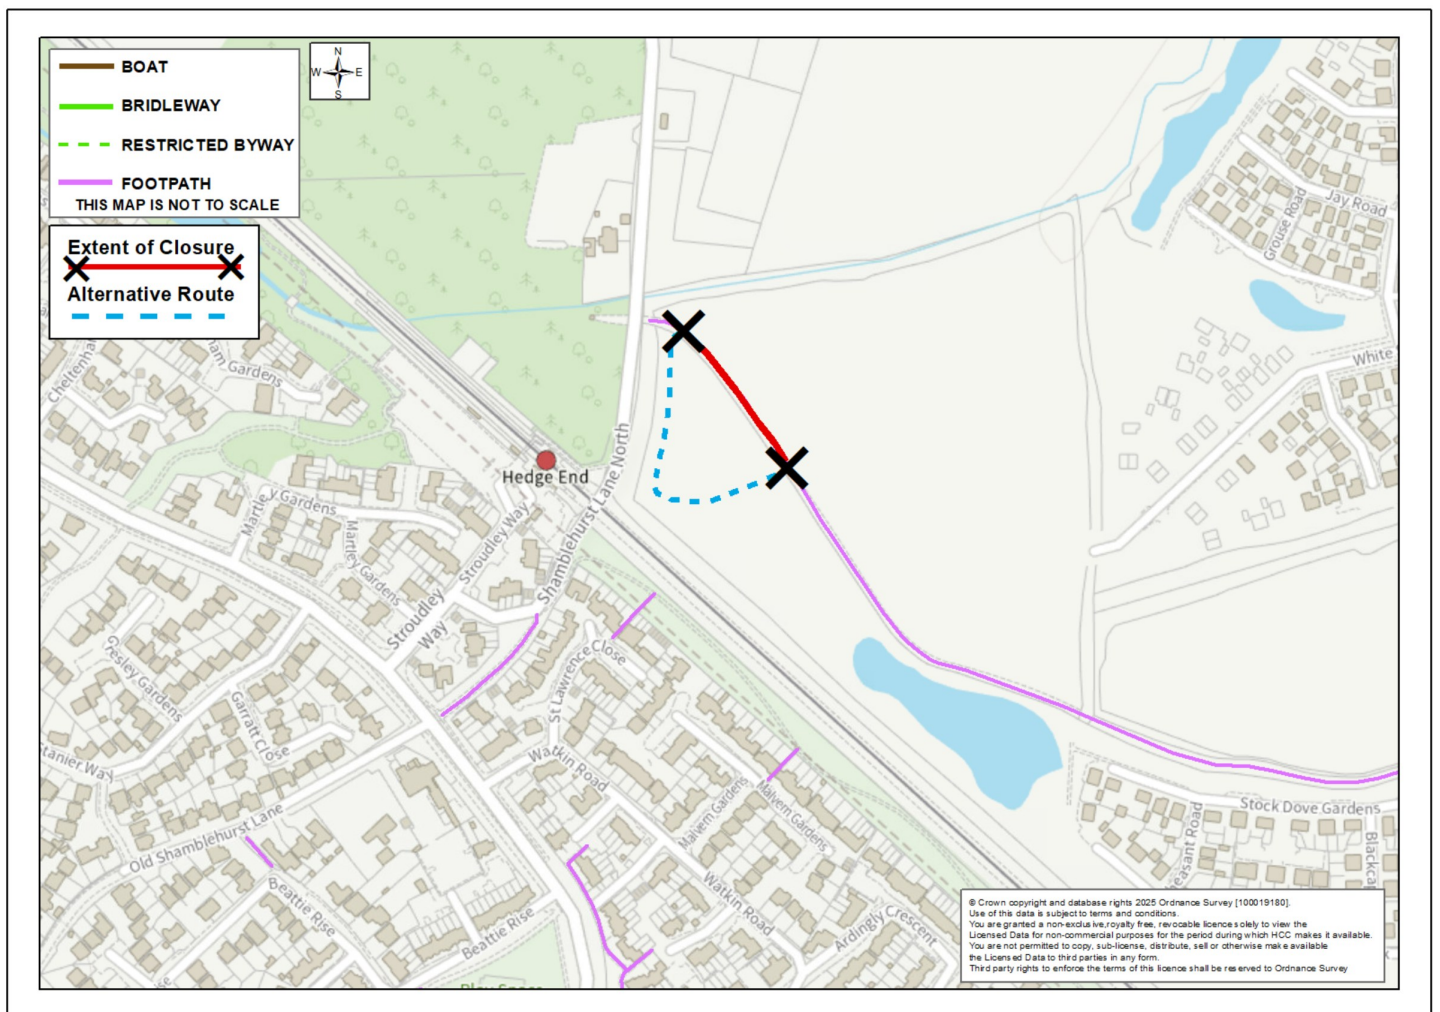 BOAT
BRIDLEWAY
RESTRICTED BYWAY
FOOTPATH
THIS MAP IS NOT TO SCALE
N
W E
S
Extent of Closure
Alternative Route
Jay Road
Grouse Road
White
Gardens
Hedge End
Shamblehurst Lane North
Martley Gardens
Martley Gardens
Stroudley Way
Stroudley Way
Gresley Gardens
Garratt Close
St Lawrence Close
Watkin Road
Malvern Gardens
Malvern Gardens
Watkin Road
Old Shamblehurst Lane
Beattie Rise
Beattie Rise
Ardingly Crescent
Stock Dove Gardens
© Crown copyright and database rights 2025 Ordnance Survey [100019180].
Use of this data is subject to terms and conditions.
You are granted a non-exclusive,royalty free, revocable licence solely to view the
Licensed Data for non-commercial purposes for the period during which HCC makes it available.
You are not permitted to copy, sub-license, distribute, sell or otherwise make available
the Licensed Data to third parties in any form.
Third party rights to enforce the terms of this licence shall be reserved to Ordnance Survey